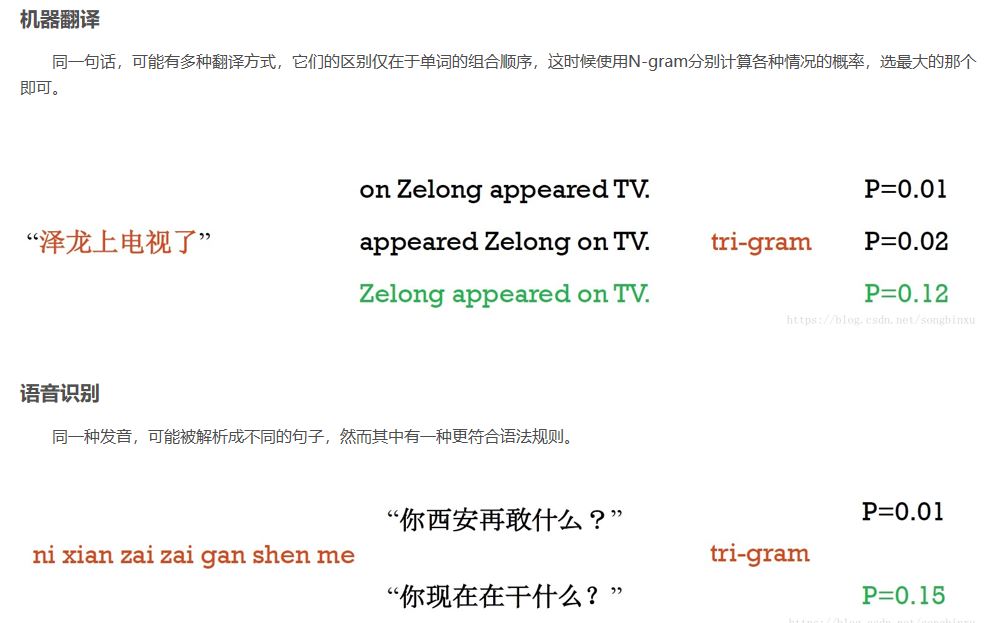 机器翻译
同一句话，可能有多种翻译方式，它们的区别仅在于单词的组合顺序，这时候使用N-gram分别计算各种情况的概率，选最大的那个
即可。
on Zelong appeared TV. P=0.01
“泽龙上电视了” appeared Zelong on TV. tri-gram P=0.02
Zelong appeared on TV. P=0.12
https://blog.csdn.net/songbinxu
语音识别
同一种发音，可能被解析成不同的句子，然而其中有一种更符合语法规则。
“你西安再敢什么？” P=0.01
ni xian zai zai gan shen me tri-gram
“你现在在干什么？” P=0.15
https://blog.csdn.net/songbinxu